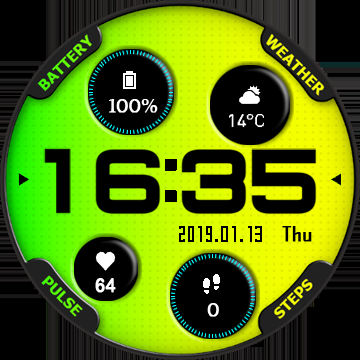 BATTERY
WEATHER
100%
14°C
16:35
2019.01.13 Thu
64
0
PULSE
STEPS